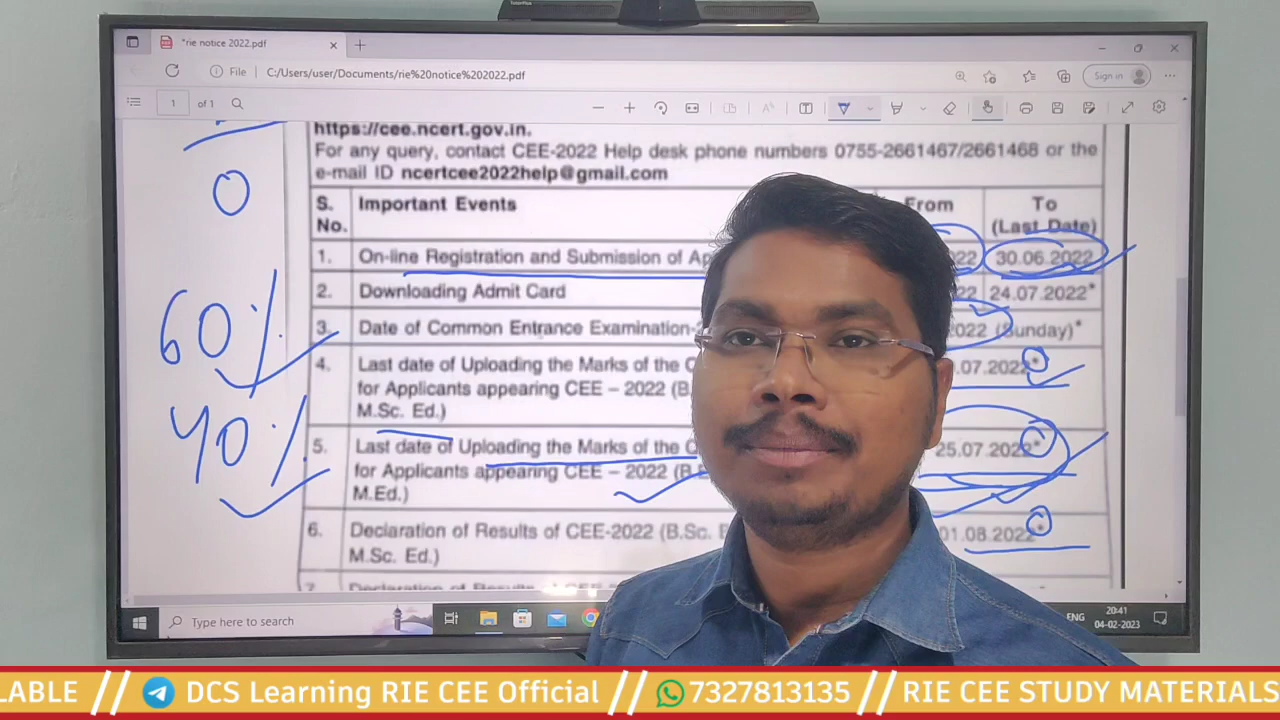 *rie notice 2022.pdf
File C:/Users/user/Documents/rie%20notice%202022.pdf
Sign in
1 of 1
https://cee.ncert.gov.in.
For any query, contact CEE-2022 Help desk phone numbers 0755-2661467/2661468 or the
e-mail ID ncertcee2022help@gmail.com
S. No. Important Events From To (Last Date)
1. On-line Registration and Submission of Ap 22 30.06.2022
2. Downloading Admit Card 22 24.07.2022*
3. Date of Common Entrance Examination-2 2022 (Sunday)*
4. Last date of Uploading the Marks of the Q .07.2022*
for Applicants appearing CEE – 2022 (B.
M.Sc. Ed.)
5. Last date of Uploading the Marks of the Q 25.07.2022*
for Applicants appearing CEE – 2022 (B.
M.Ed.)
6. Declaration of Results of CEE-2022 (B.Sc. 01.08.2022*
M.Sc. Ed.)
0
60%
40%
Type here to search
ENG
20:41
04-02-2023
LABLE // DCS Learning RIE CEE Official // 7327813135 // RIE CEE STUDY MATERIALS